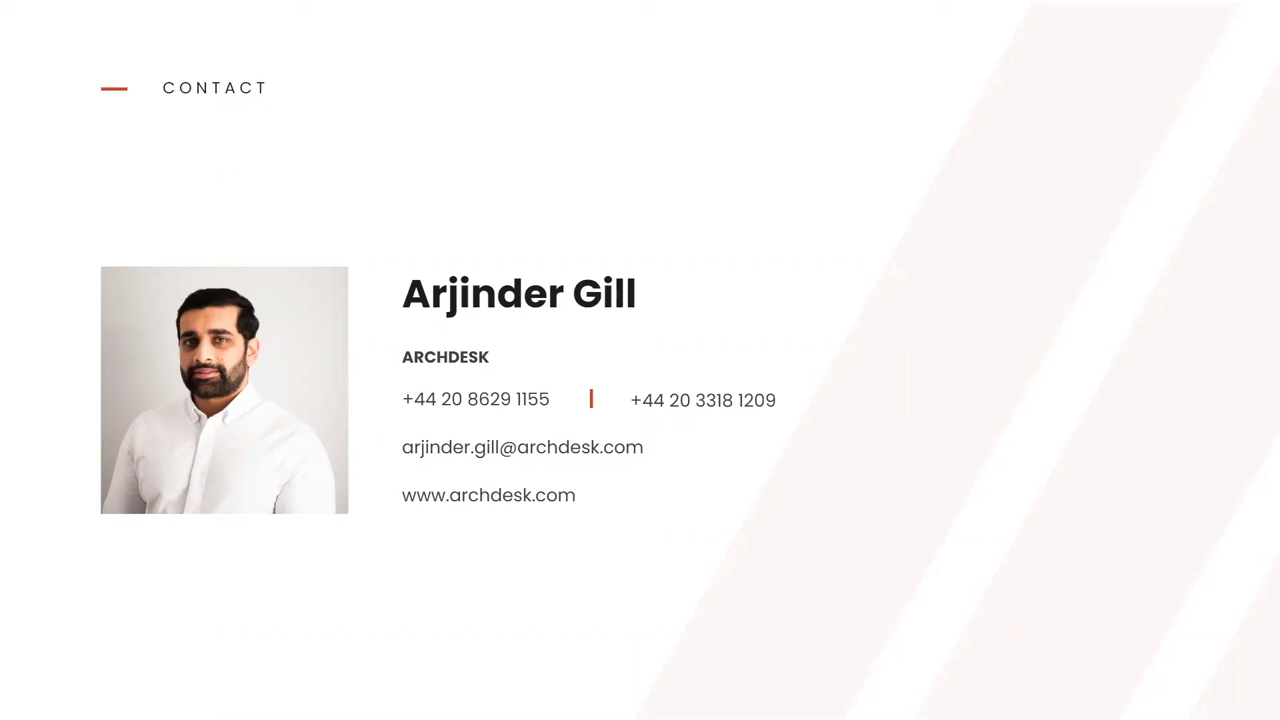 CONTACT
Arjinder Gill
ARCHDESK
+44 20 8629 1155 | +44 20 3318 1209
arjinder.gill@archdesk.com
www.archdesk.com